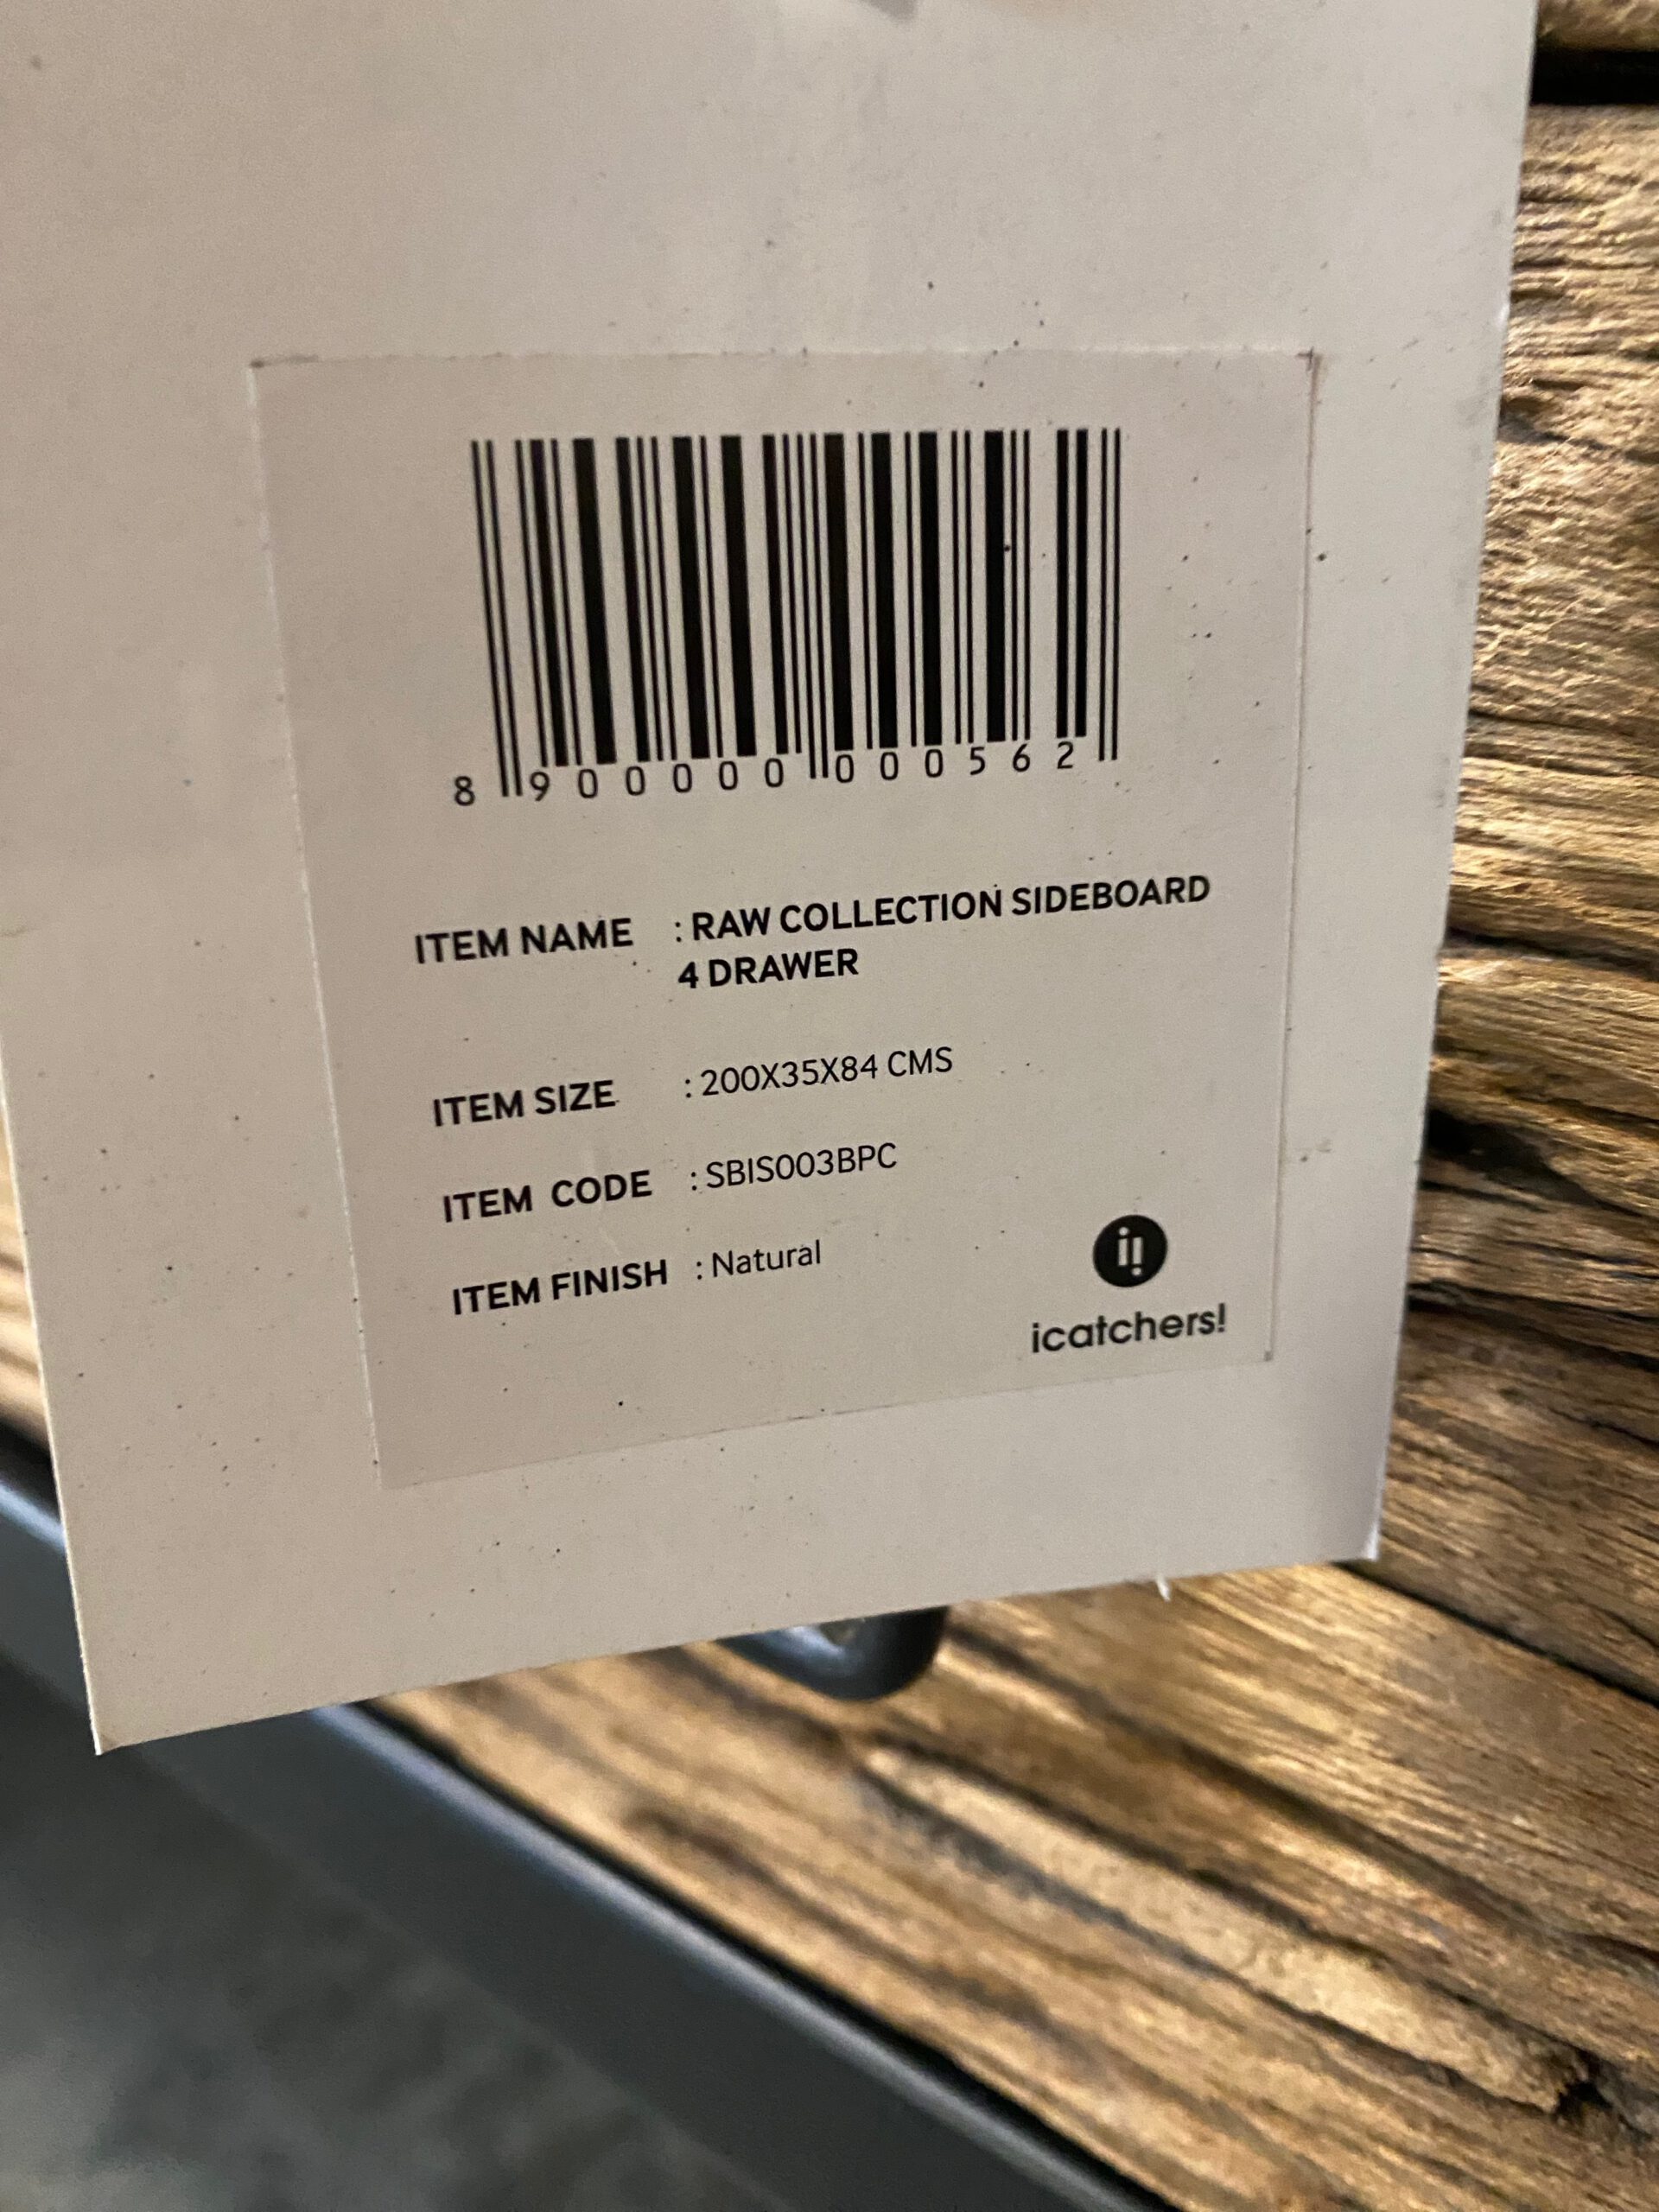 8 900000 000562
ITEM NAME : RAW COLLECTION SIDEBOARD
4 DRAWER
ITEM SIZE : 200X35X84 CMS
ITEM CODE : SBIS003BPC
ITEM FINISH : Natural
i!
icatchers!